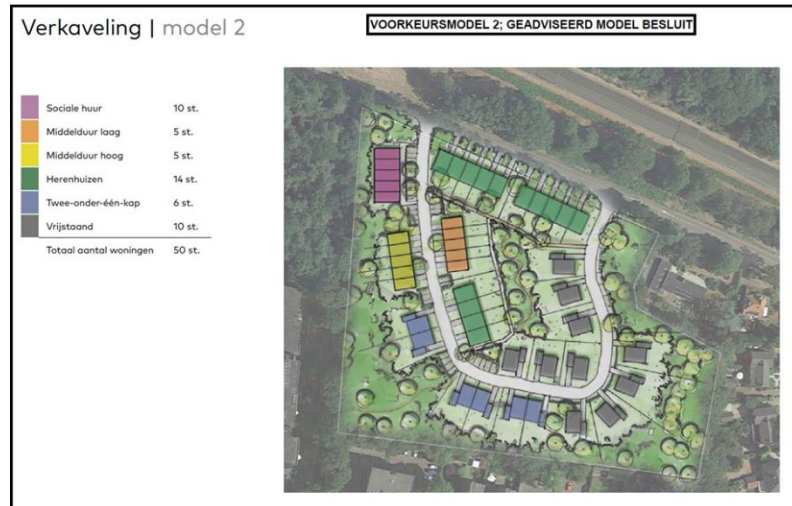 Verkaveling | model 2
VOORKEURSMODEL 2; GEADVISEERD MODEL BESLUIT
Sociale huur 10 st.
Middelduur laag 5 st.
Middelduur hoog 5 st.
Herenhuizen 14 st.
Twee-onder-één-kap 6 st.
Vrijstaand 10 st.
Totaal aantal woningen 50 st.